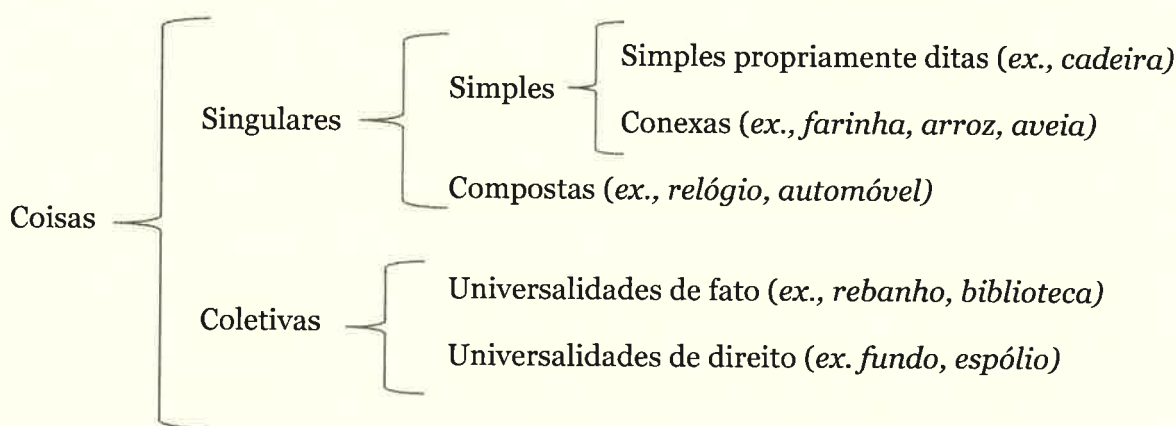 Simples propriamente ditas (ex., cadeira)
Simples
Singulares
Conexas (ex., farinha, arroz, aveia)
Compostas (ex., relógio, automóvel)
Coisas
Universalidades de fato (ex., rebanho, biblioteca)
Coletivas
Universalidades de direito (ex. fundo, espólio)